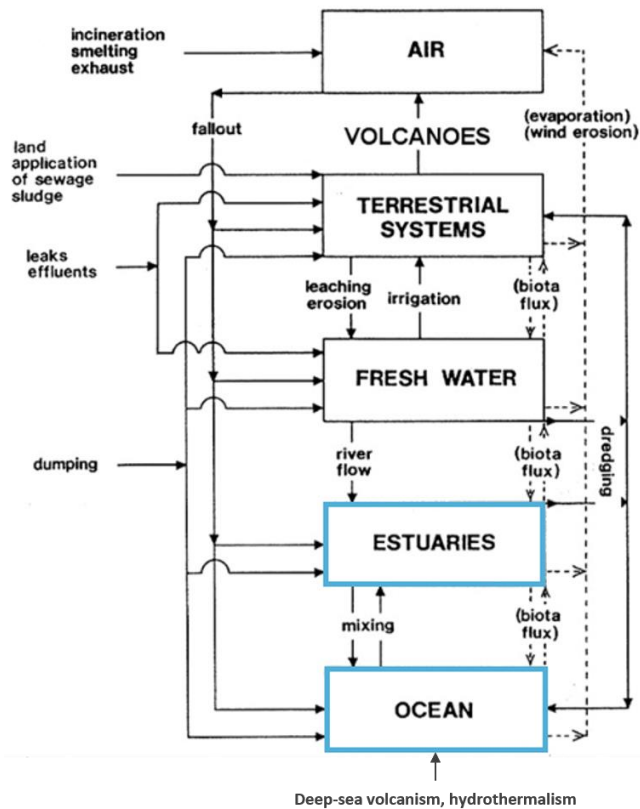 incineration
smelting
exhaust
AIR
(evaporation)
(wind erosion)
fallout
VOLCANOES
land
application
of sewage
sludge
TERRESTRIAL
SYSTEMS
leaks
effluents
leaching
erosion
irrigation
(biota
flux)
FRESH WATER
dumping
river
flow
(biota
flux)
dredging
ESTUARIES
mixing
(biota
flux)
OCEAN
Deep-sea volcanism, hydrothermalism